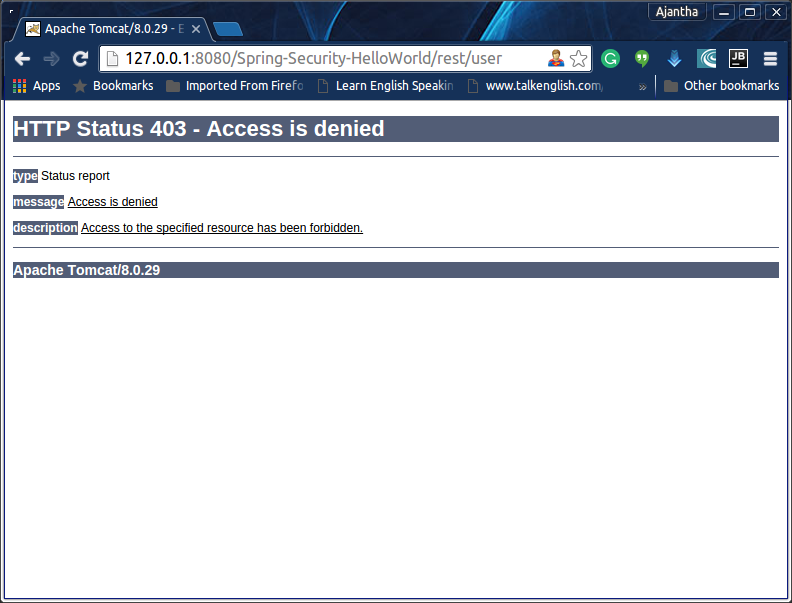 Ajantha
Apache Tomcat/8.0.29 - E
127.0.0.1:8080/Spring-Security-HelloWorld/rest/user
JB
Apps Bookmarks Imported From Firefo Learn English Speakin www.talkenglish.com/ » Other bookmarks
HTTP Status 403 - Access is denied
type Status report
message Access is denied
description Access to the specified resource has been forbidden.
Apache Tomcat/8.0.29